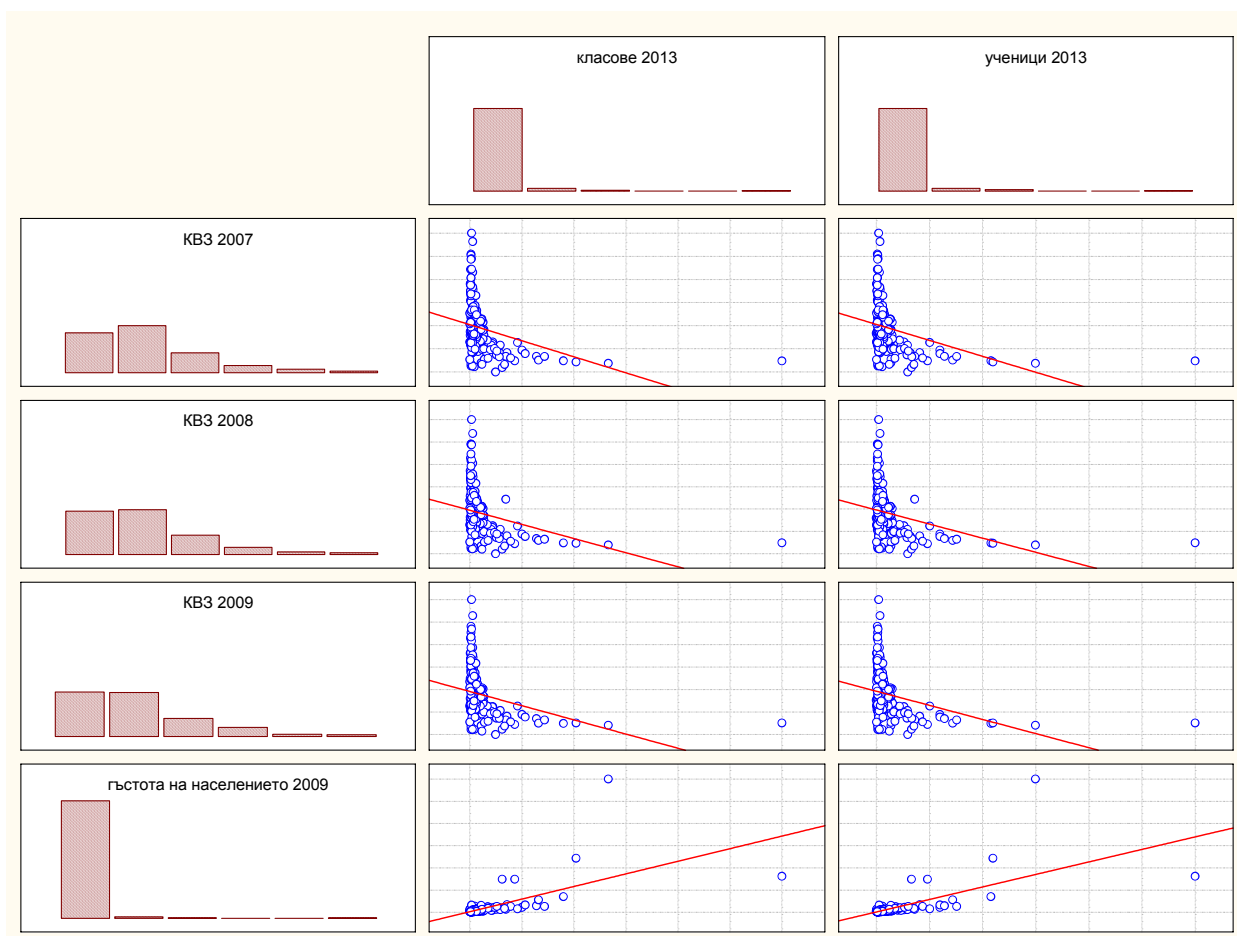 класове 2013
ученици 2013
КВЗ 2007
КВЗ 2008
КВЗ 2009
гъстота на населението 2009